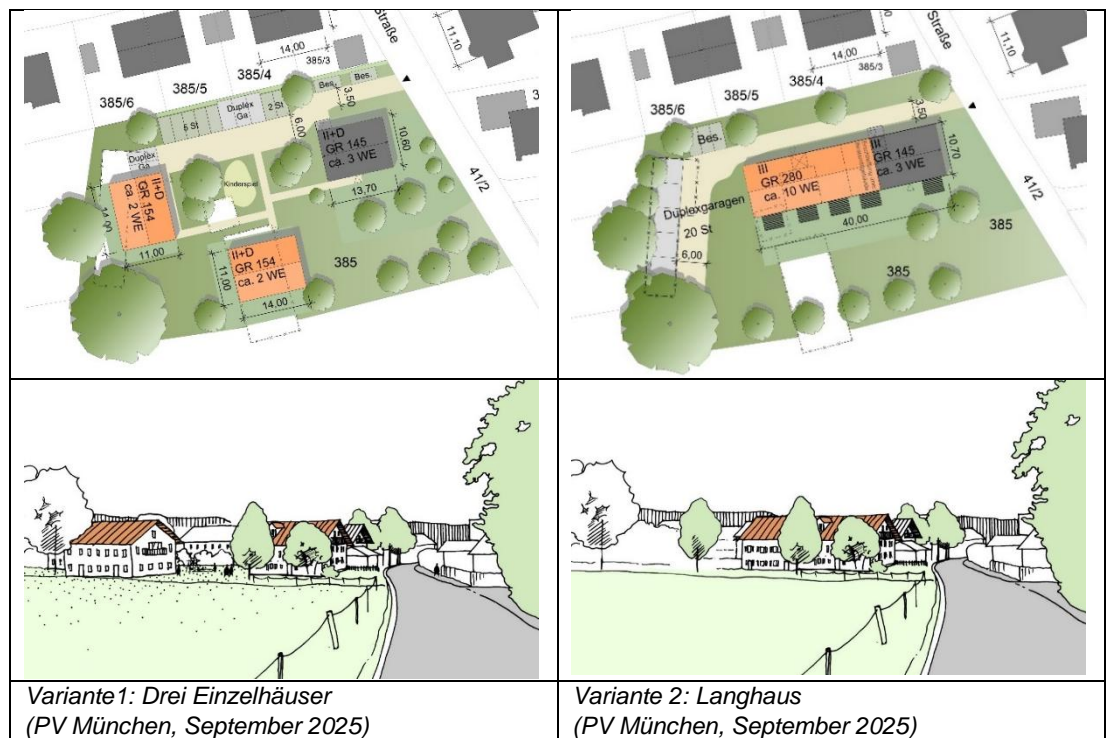 Straße
11,10
14,00
385/3
385/4
385/5
385/6
Bes.
Bes.
3,50
Duplex
Ga
2 St
5 St
6,00
II+D
GR 145
ca. 3 WE
10,60
13,70
41/2
Duplex
Ga
Kinderspiel
II+D
GR 154
ca. 2 WE
14,00
11,00
II+D
GR 154
ca. 2 WE
11,00
14,00
385
Straße
11,10
14,00
385/3
385/4
385/5
385/6
Bes.
3,50
III
GR 145
ca. 3 WE
10,70
III
GR 280
ca. 10 WE
40,00
41/2
Duplexgaragen
20 St
6,00
385
385
Variante1: Drei Einzelhäuser
(PV München, September 2025)
Variante 2: Langhaus
(PV München, September 2025)